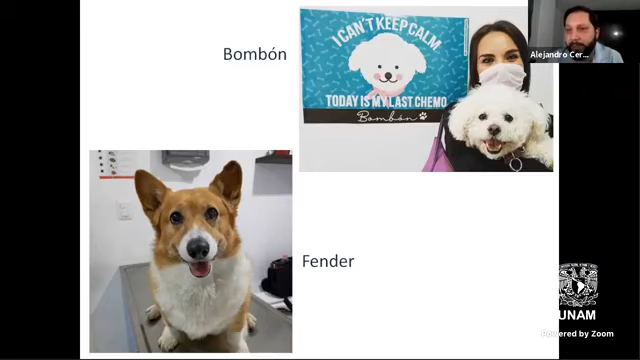 Bombón
I CAN'T KEEP CALM
TODAY IS MY LAST CHEMO
Bombón
Alejandro Cer...
Fender
UNAM
Powered by Zoom